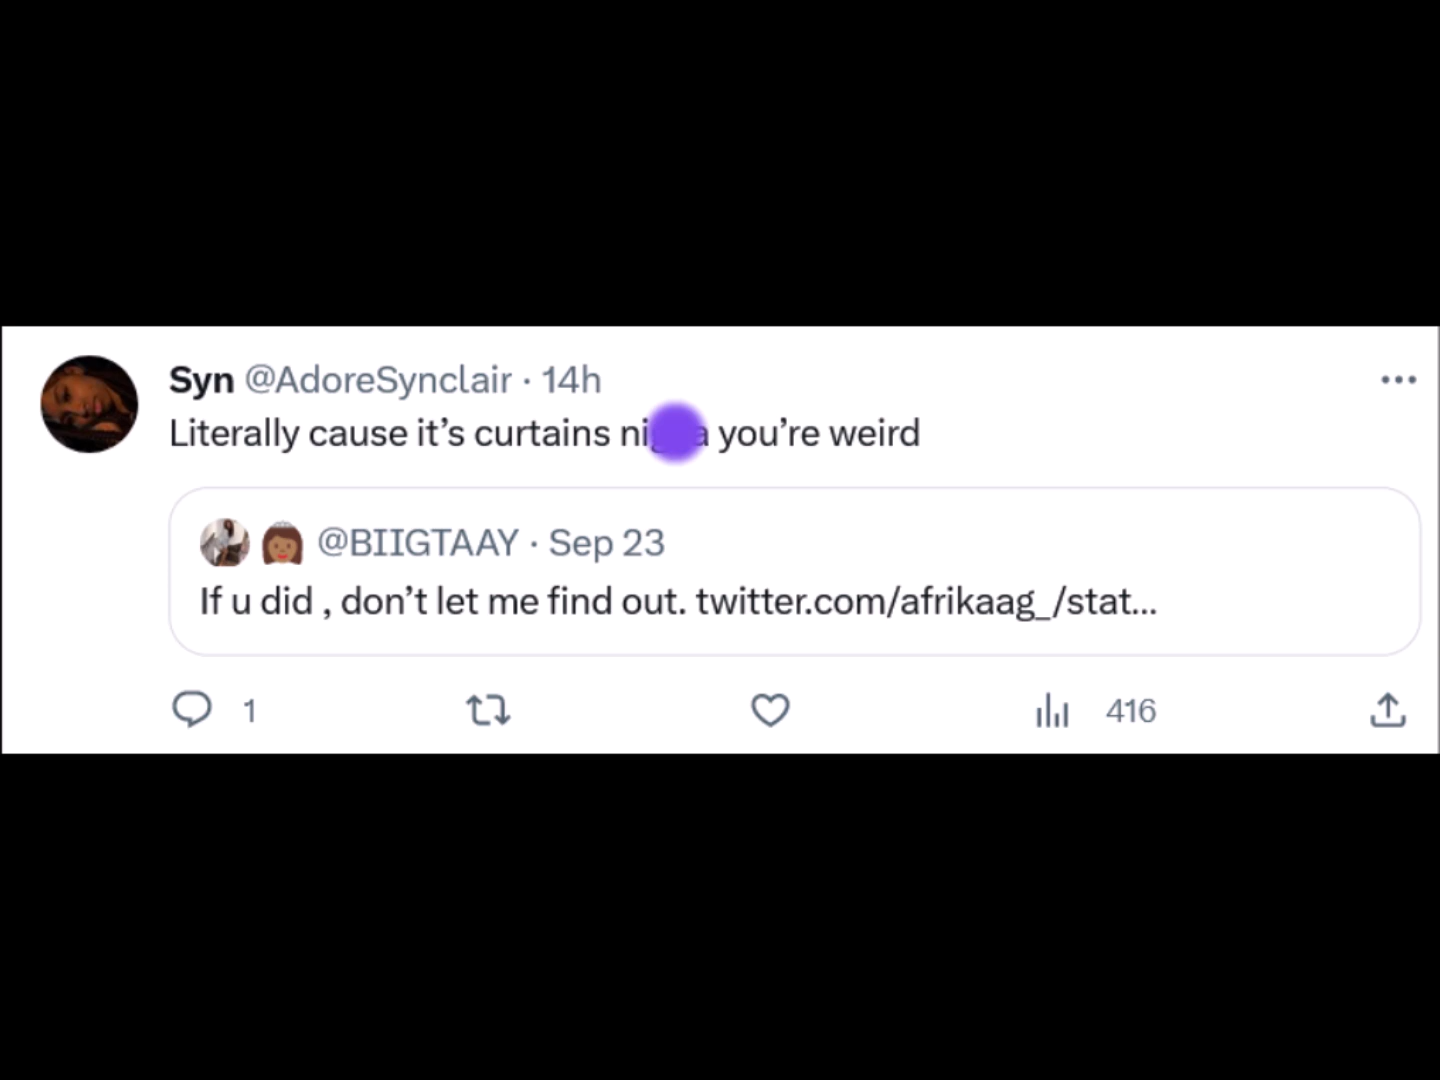 Syn @AdoreSynclair · 14h
Literally cause it’s curtains you’re weird
@BIIGTAAY · Sep 23
If u did , don’t let me find out. twitter.com/afrikaag_/stat...
1 416